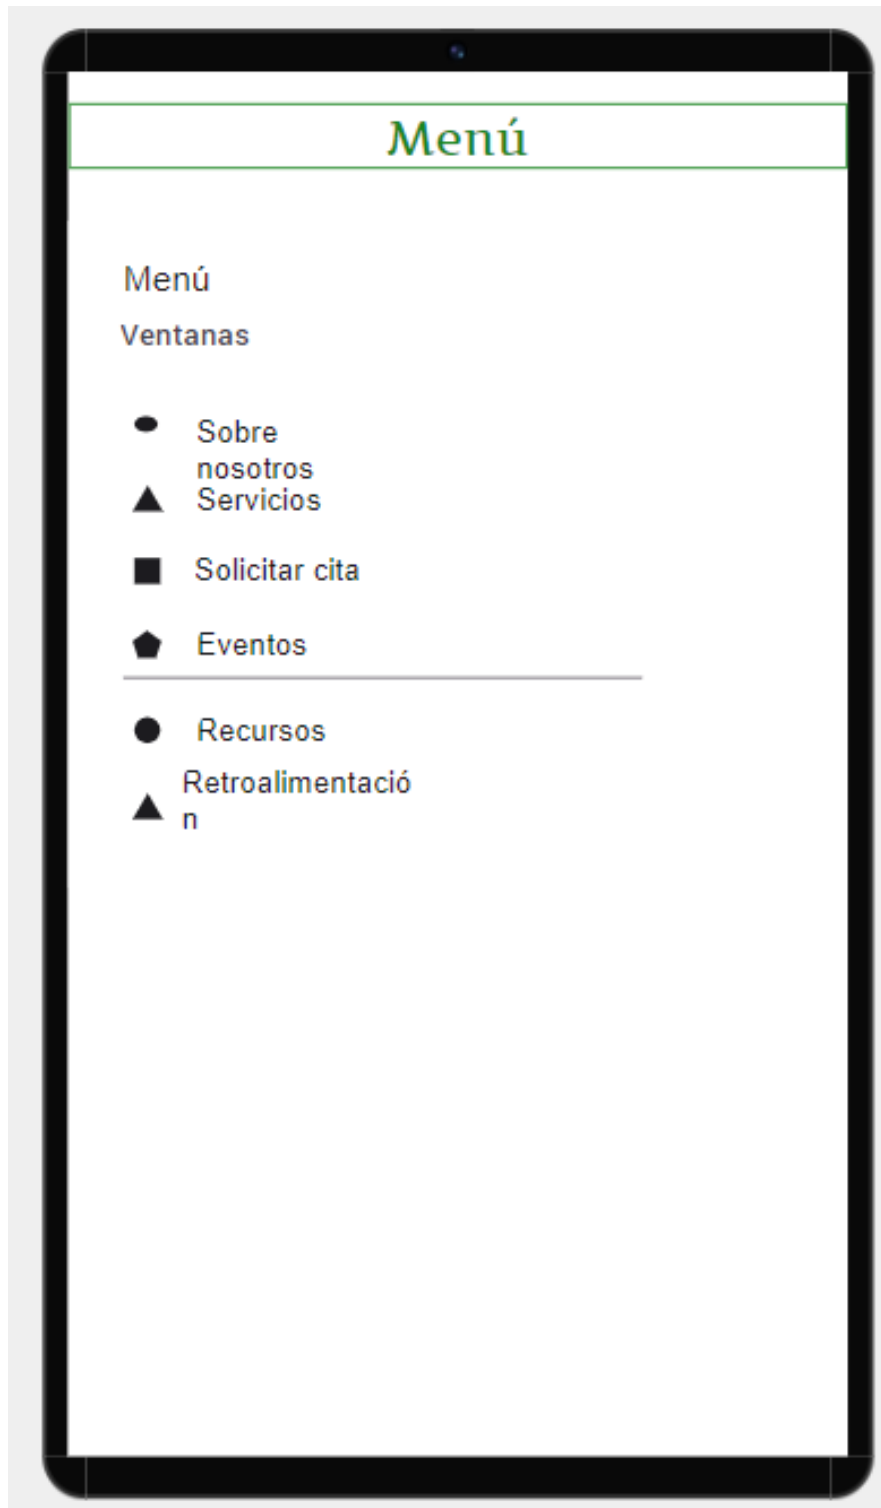 Menú
Menú
Ventanas
Sobre
nosotros
Servicios
Solicitar cita
Eventos
Recursos
Retroalimentació
n